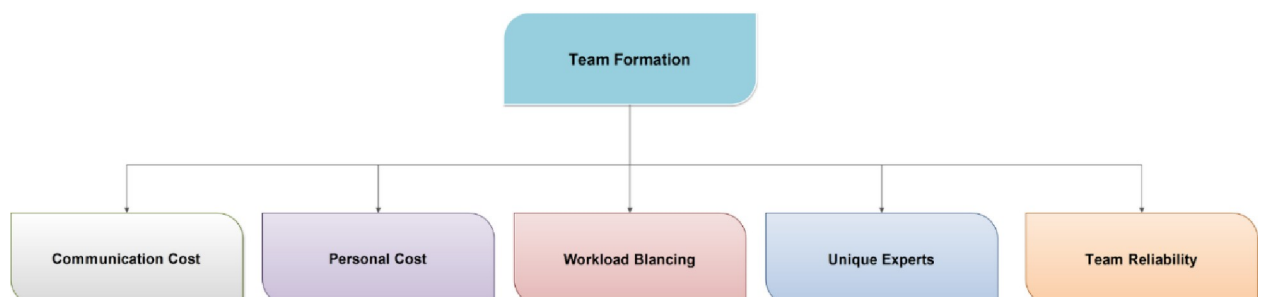 Team Formation
Communication Cost
Personal Cost
Workload Blancing
Unique Experts
Team Reliability